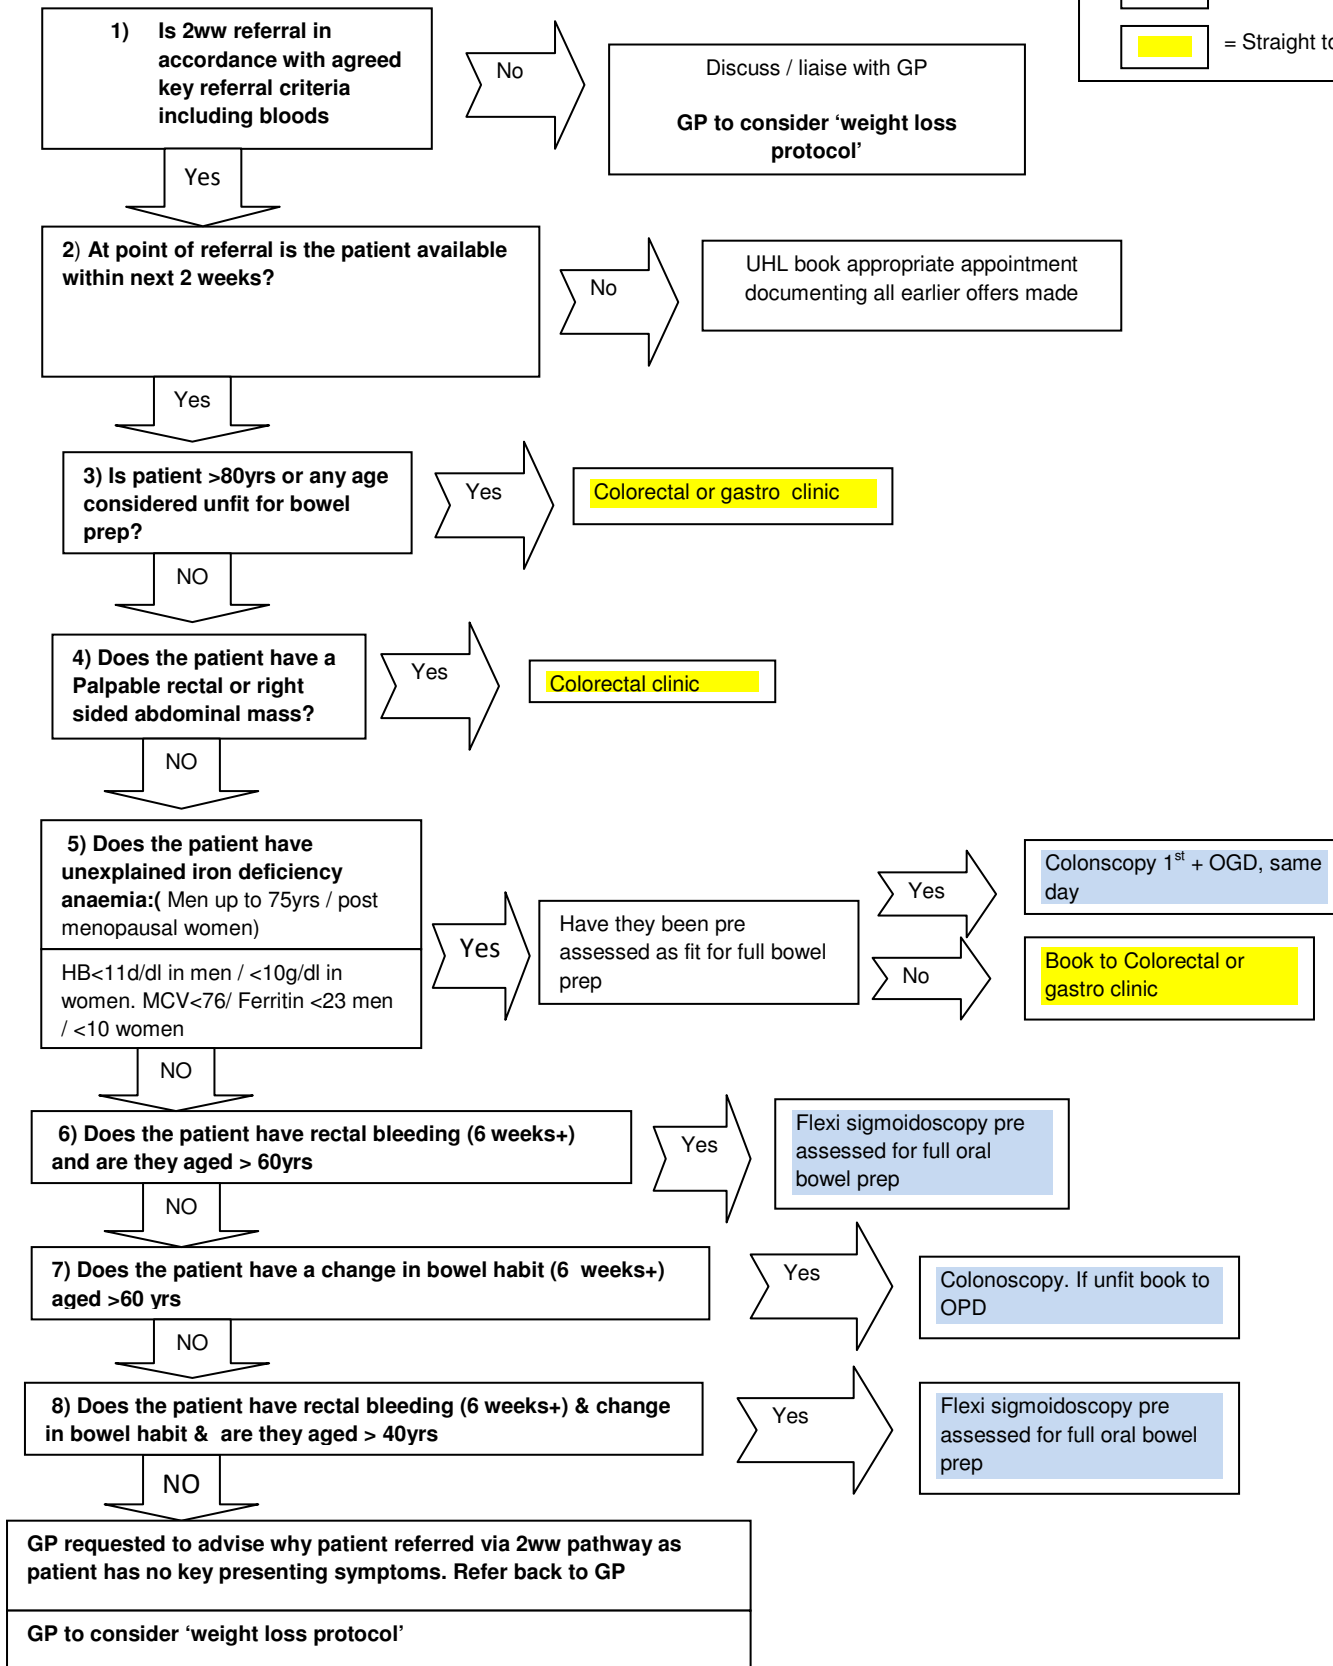 = Straight to
1) Is 2ww referral in
accordance with agreed
key referral criteria
including bloods
No
Discuss / liaise with GP
GP to consider ‘weight loss
protocol’
Yes
2) At point of referral is the patient available
within next 2 weeks?
No
UHL book appropriate appointment
documenting all earlier offers made
Yes
3) Is patient >80yrs or any age
considered unfit for bowel
prep?
Yes
Colorectal or gastro clinic
NO
4) Does the patient have a
Palpable rectal or right
sided abdominal mass?
Yes
Colorectal clinic
NO
5) Does the patient have
unexplained iron deficiency
anaemia:( Men up to 75yrs / post
menopausal women)
HB<11d/dl in men / <10g/dl in
women. MCV<76/ Ferritin <23 men
/ <10 women
Yes
Have they been pre
assessed as fit for full bowel
prep
Yes
Colonscopy 1st + OGD, same
day
No
Book to Colorectal or
gastro clinic
NO
6) Does the patient have rectal bleeding (6 weeks+)
and are they aged > 60yrs
Yes
Flexi sigmoidoscopy pre
assessed for full oral
bowel prep
NO
7) Does the patient have a change in bowel habit (6 weeks+)
aged >60 yrs
Yes
Colonoscopy. If unfit book to
OPD
NO
8) Does the patient have rectal bleeding (6 weeks+) & change
in bowel habit & are they aged > 40yrs
Yes
Flexi sigmoidoscopy pre
assessed for full oral bowel
prep
NO
GP requested to advise why patient referred via 2ww pathway as
patient has no key presenting symptoms. Refer back to GP
GP to consider ‘weight loss protocol’